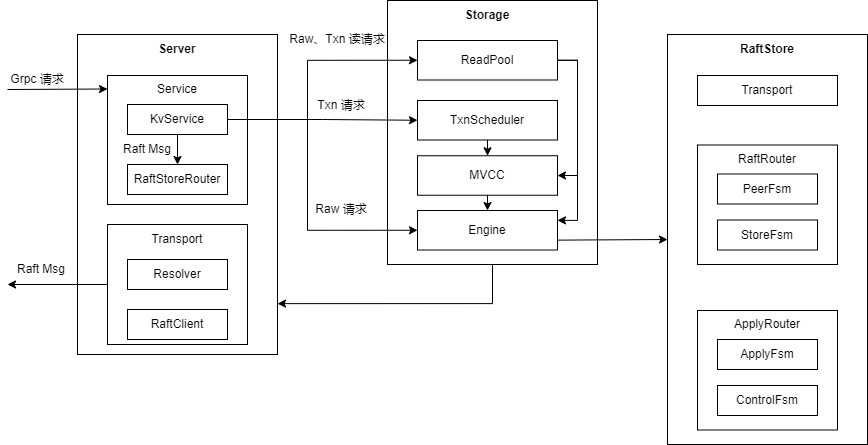 Server
Grpc 请求
Service
KvService
Raft Msg
RaftStoreRouter
Transport
Raft Msg
Resolver
RaftClient
Storage
Raw、Txn 读请求
ReadPool
Txn 请求
TxnScheduler
MVCC
Raw 请求
Engine
RaftStore
Transport
RaftRouter
PeerFsm
StoreFsm
ApplyRouter
ApplyFsm
ControlFsm